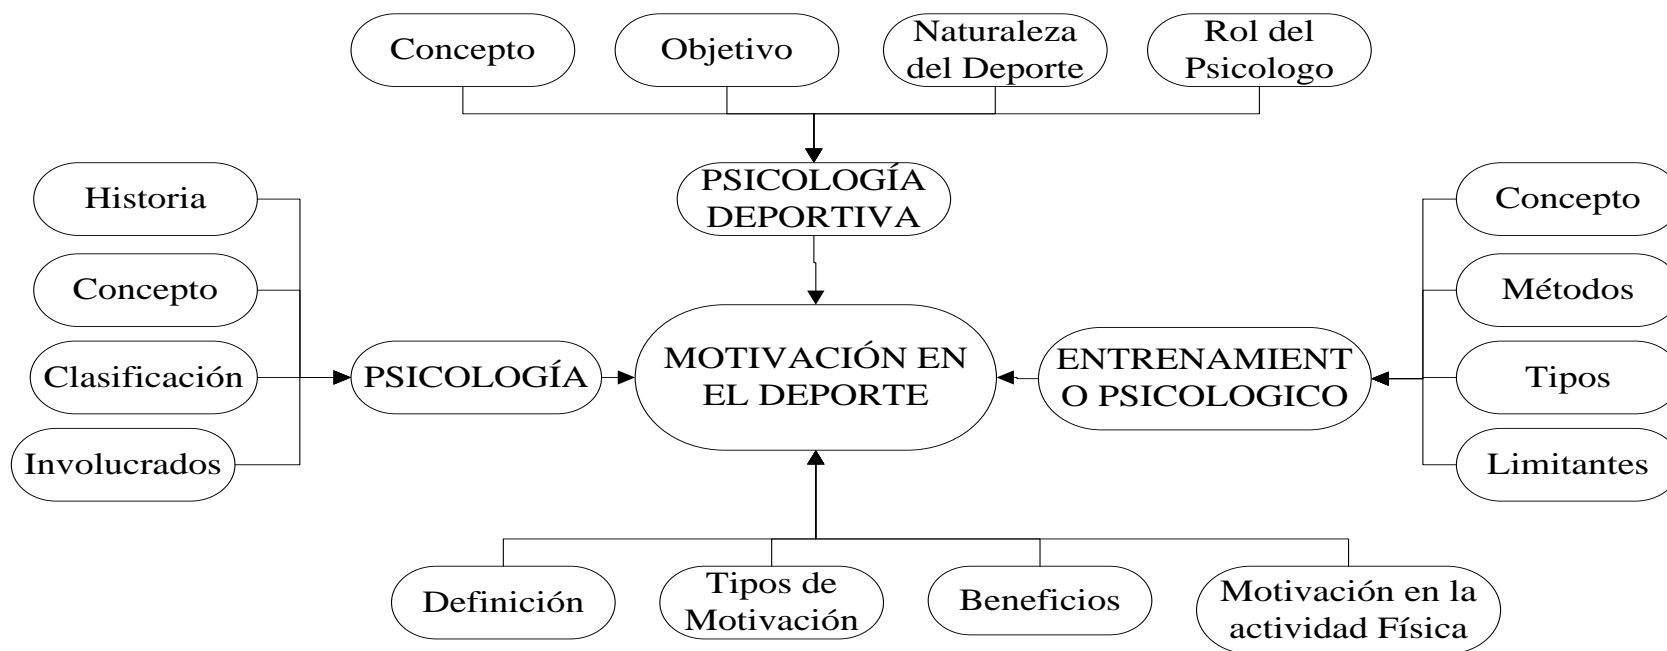 Concepto
Objetivo
Naturaleza
del Deporte
Rol del
Psicologo
PSICOLOGÍA
DEPORTIVA
Historia
Concepto
Clasificación
Involucrados
PSICOLOGÍA
MOTIVACIÓN EN
EL DEPORTE
ENTRENAMIENT
O PSICOLOGICO
Concepto
Métodos
Tipos
Limitantes
Definición
Tipos de
Motivación
Beneficios
Motivación en la
actividad Física